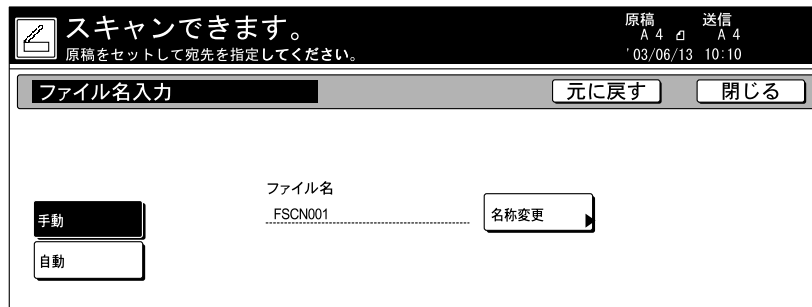 スキャンできます。
原稿をセットして宛先を指定してください。
原稿 送信
A4 A4
'03/06/13 10:10
ファイル名入力
元に戻す
閉じる
ファイル名
手動
FSCN001
名称変更
自動